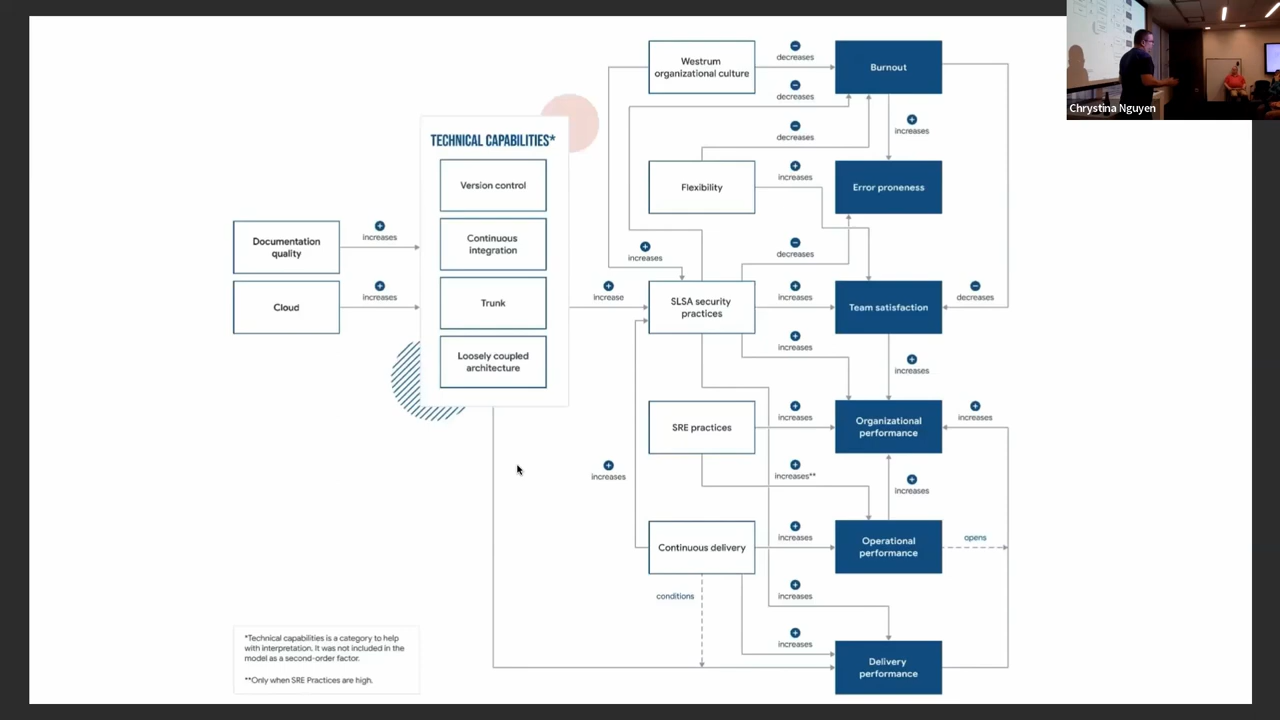 Westrum
organizational culture
decreases
Burnout
decreases
increases
Chrystina Nguyen
TECHNICAL CAPABILITIES*
Version control
Continuous
integration
Trunk
Loosely coupled
architecture
Documentation
quality
increases
Cloud
increases
decreases
Flexibility
increases
Error proneness
increases
decreases
increase
SLSA security
practices
increases
Team satisfaction
decreases
increases
increases
SRE practices
increases
Organizational
performance
increases
increases
increases**
increases
Continuous delivery
increases
Operational
performance
opens
conditions
increases
increases
Delivery
performance
*Technical capabilities is a category to help
with interpretation. It was not included in the
model as a second-order factor.
**Only when SRE Practices are high.